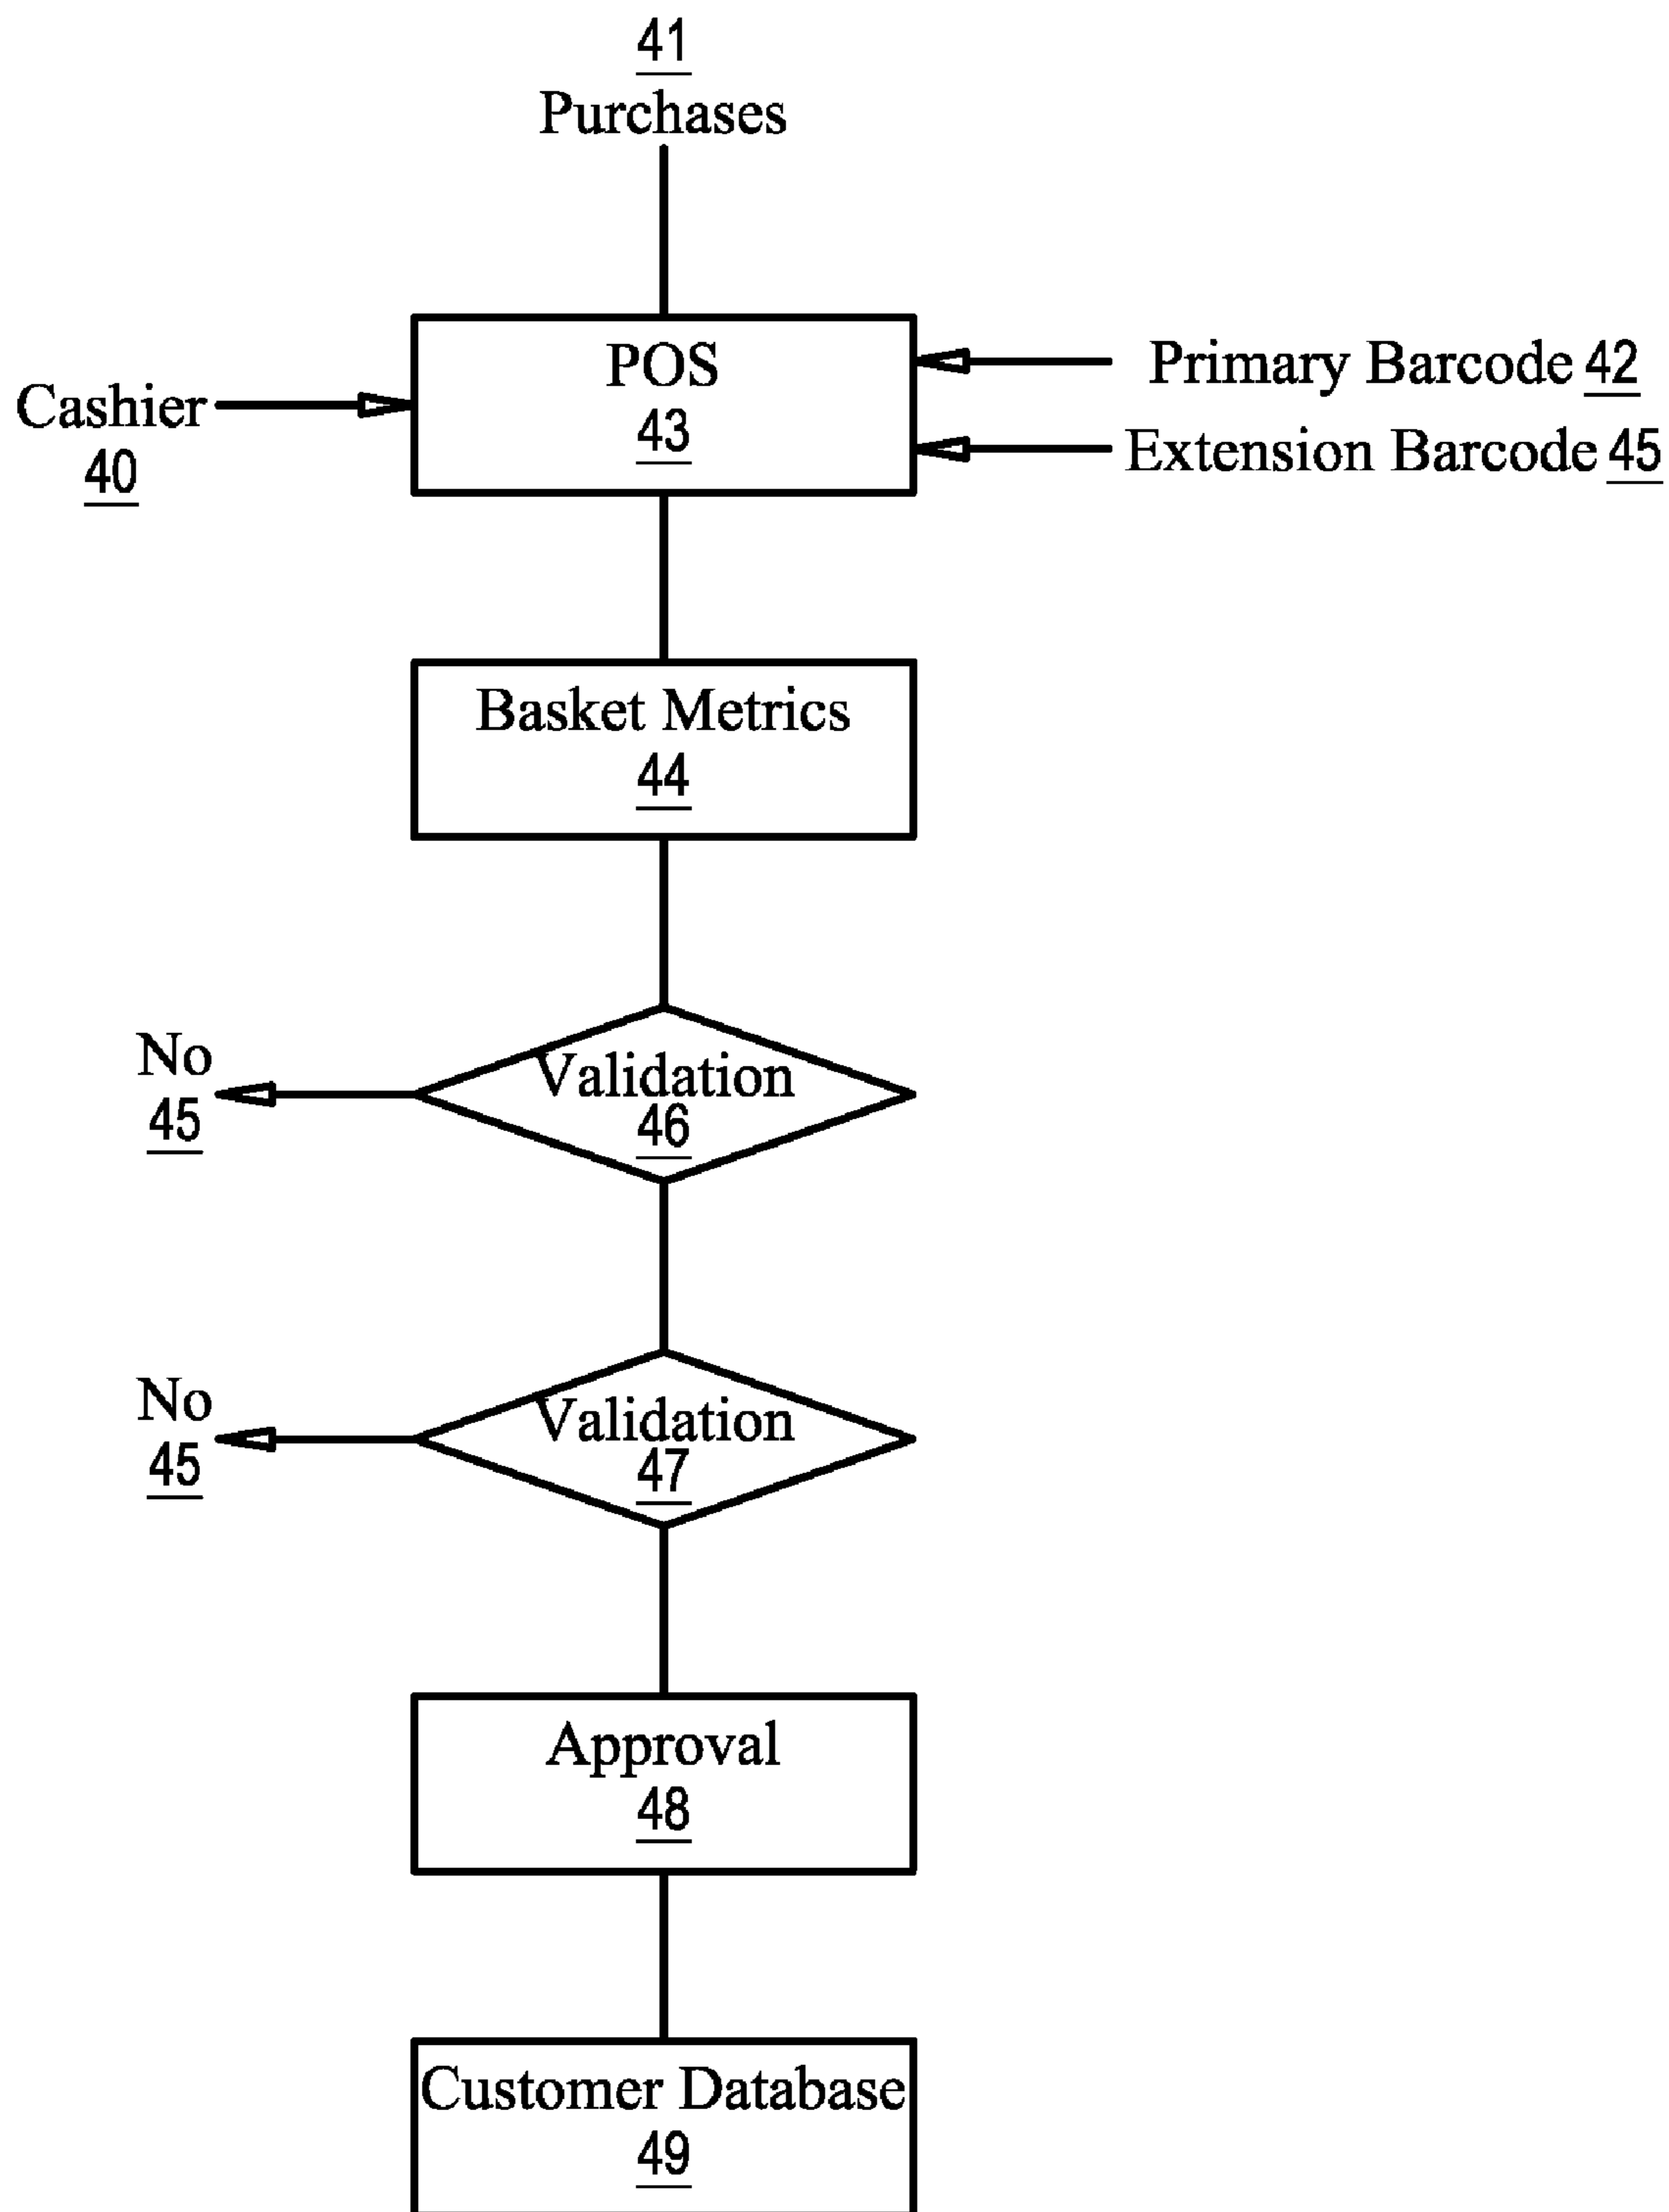 41
Purchases
POS
43
Primary Barcode 42
Cashier
40
Extension Barcode 45
Basket Metrics
44
No
45
Validation
46
No
45
Validation
47
Approval
48
Customer Database
49